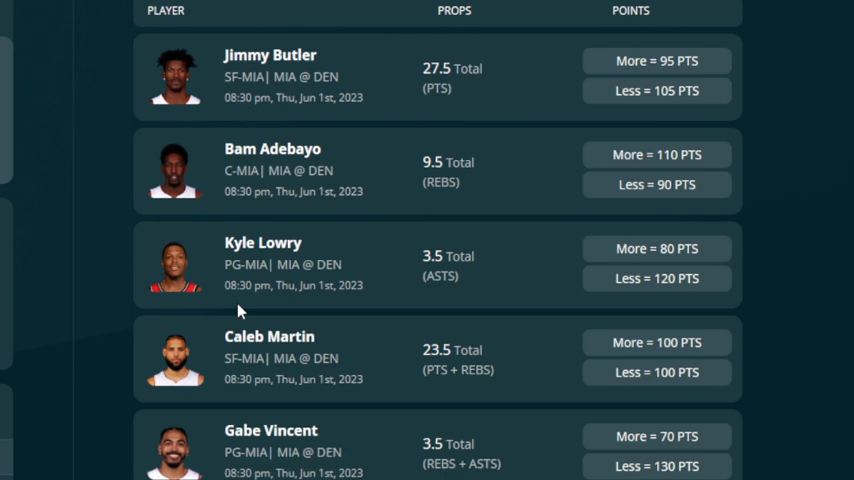 PLAYER PROPS POINTS
Jimmy Butler
SF-MIA| MIA @ DEN
08:30 pm, Thu, Jun 1st, 2023
27.5 Total
(PTS)
More = 95 PTS
Less = 105 PTS
Bam Adebayo
C-MIA| MIA @ DEN
08:30 pm, Thu, Jun 1st, 2023
9.5 Total
(REBS)
More = 110 PTS
Less = 90 PTS
Kyle Lowry
PG-MIA| MIA @ DEN
08:30 pm, Thu, Jun 1st, 2023
3.5 Total
(ASTS)
More = 80 PTS
Less = 120 PTS
Caleb Martin
SF-MIA| MIA @ DEN
08:30 pm, Thu, Jun 1st, 2023
23.5 Total
(PTS + REBS)
More = 100 PTS
Less = 100 PTS
Gabe Vincent
PG-MIA| MIA @ DEN
08:30 pm, Thu, Jun 1st, 2023
3.5 Total
(REBS + ASTS)
More = 70 PTS
Less = 130 PTS